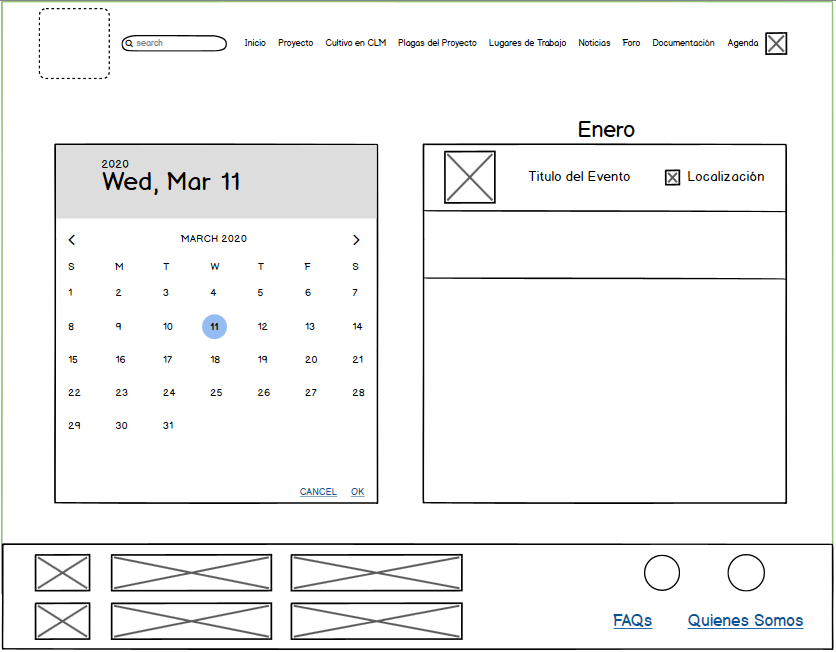 search Inicio Proyecto Cultivo en CLM Plagas del Proyecto Lugares de Trabajo Noticias Foro Documentación Agenda
2020
Wed, Mar 11
MARCH 2020
S M T W T F S
1 2 3 4 5 6 7
8 9 10 11 12 13 14
15 16 17 18 19 20 21
22 23 24 25 26 27 28
29 30 31
CANCEL OK
Enero
Titulo del Evento Localización
FAQs Quienes Somos